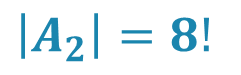 |A₂| = 8!